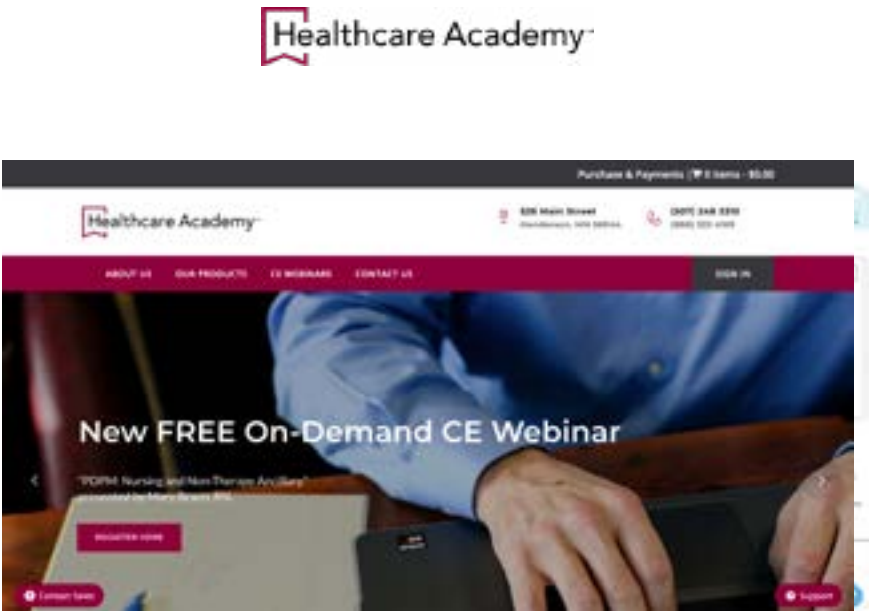 Healthcare Academy
Purchase & Payments | 0 items - $0.00
Healthcare Academy
Main Street
ABOUT US OUR PRODUCTS CE WEBINARS CONTACT US SIGN IN
New FREE On-Demand CE Webinar
"PDPM: Nursing and Non-Therapy Ancillary"
presented by
REGISTER HERE
Contact Sales
Support